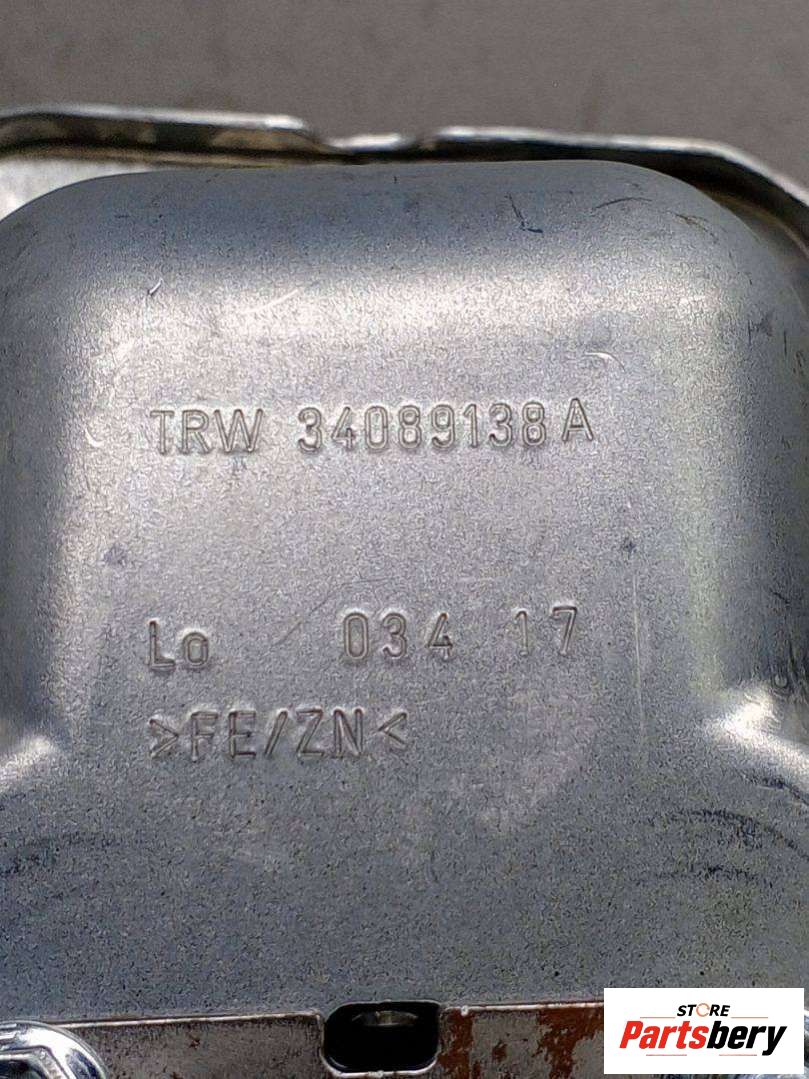 TRW 34089138A
Lo 034 17
>FE/ZN<
STORE
Partsbery